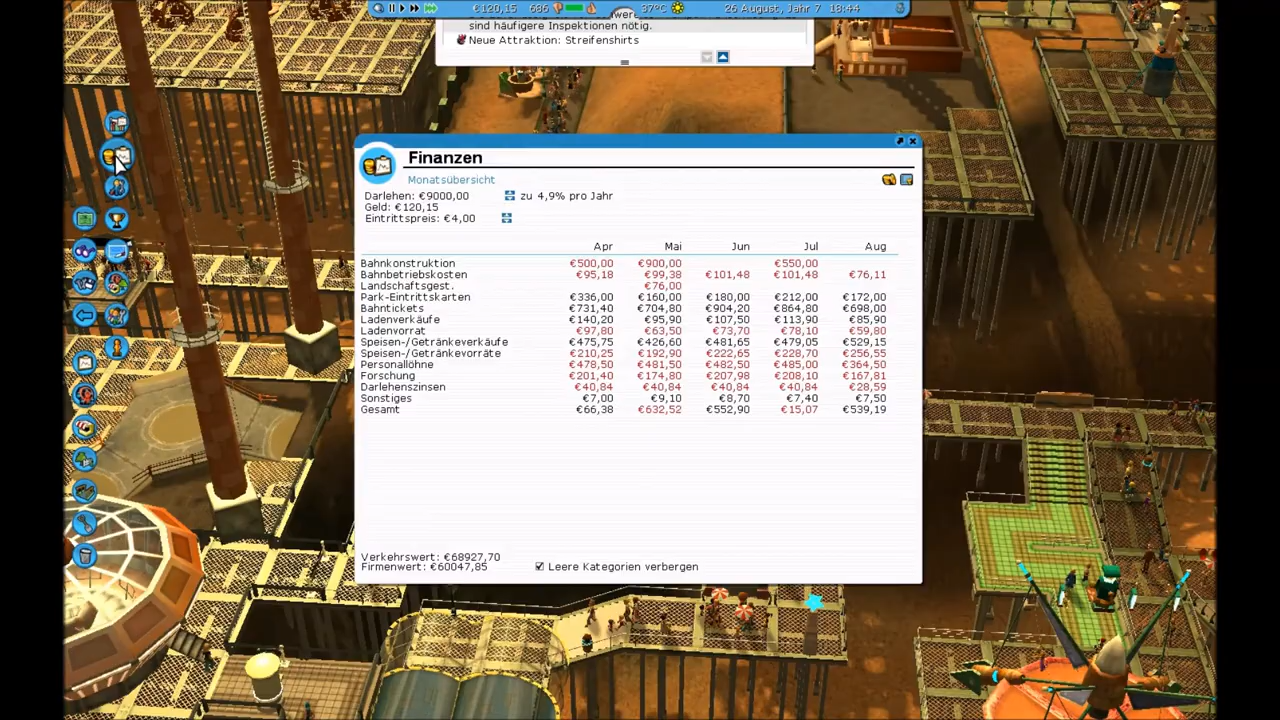 €120,15 686 37°C 26 August, Jahr 7 18:44
sind häufigere Inspektionen nötig.
Neue Attraktion: Streifenshirts
Finanzen
Monatsübersicht
Darlehen: €9000,00 zu 4,9% pro Jahr
Geld: €120,15
Eintrittspreis: €4,00
Apr Mai Jun Jul Aug
Bahnkonstruktion €500,00 €900,00 €550,00
Bahnbetriebskosten €95,18 €99,38 €101,48 €101,48 €76,11
Landschaftsgest. €76,00
Park-Eintrittskarten €336,00 €160,00 €180,00 €212,00 €172,00
Bahntickets €731,40 €704,80 €904,20 €864,80 €698,00
Ladenverkäufe €140,20 €95,90 €107,50 €113,90 €85,90
Ladenvorrat €97,80 €63,50 €73,70 €78,10 €59,80
Speisen-/Getränkeverkäufe €475,75 €426,60 €481,65 €479,05 €529,15
Speisen-/Getränkevorräte €210,25 €192,90 €222,65 €228,70 €256,55
Personallöhne €478,50 €481,50 €482,50 €485,00 €364,50
Forschung €201,40 €174,80 €207,98 €208,10 €167,81
Darlehenszinsen €40,84 €40,84 €40,84 €40,84 €28,59
Sonstiges €7,00 €9,10 €8,70 €7,40 €7,50
Gesamt €66,38 €632,52 €552,90 €15,07 €539,19
Verkehrswert: €68927,70
Firmenwert: €60047,85 Leere Kategorien verbergen